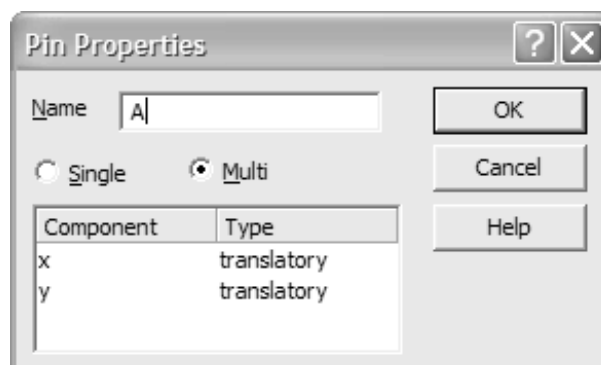 Pin Properties
Name A OK
Single Multi Cancel
Component Type Help
x translatory
y translatory